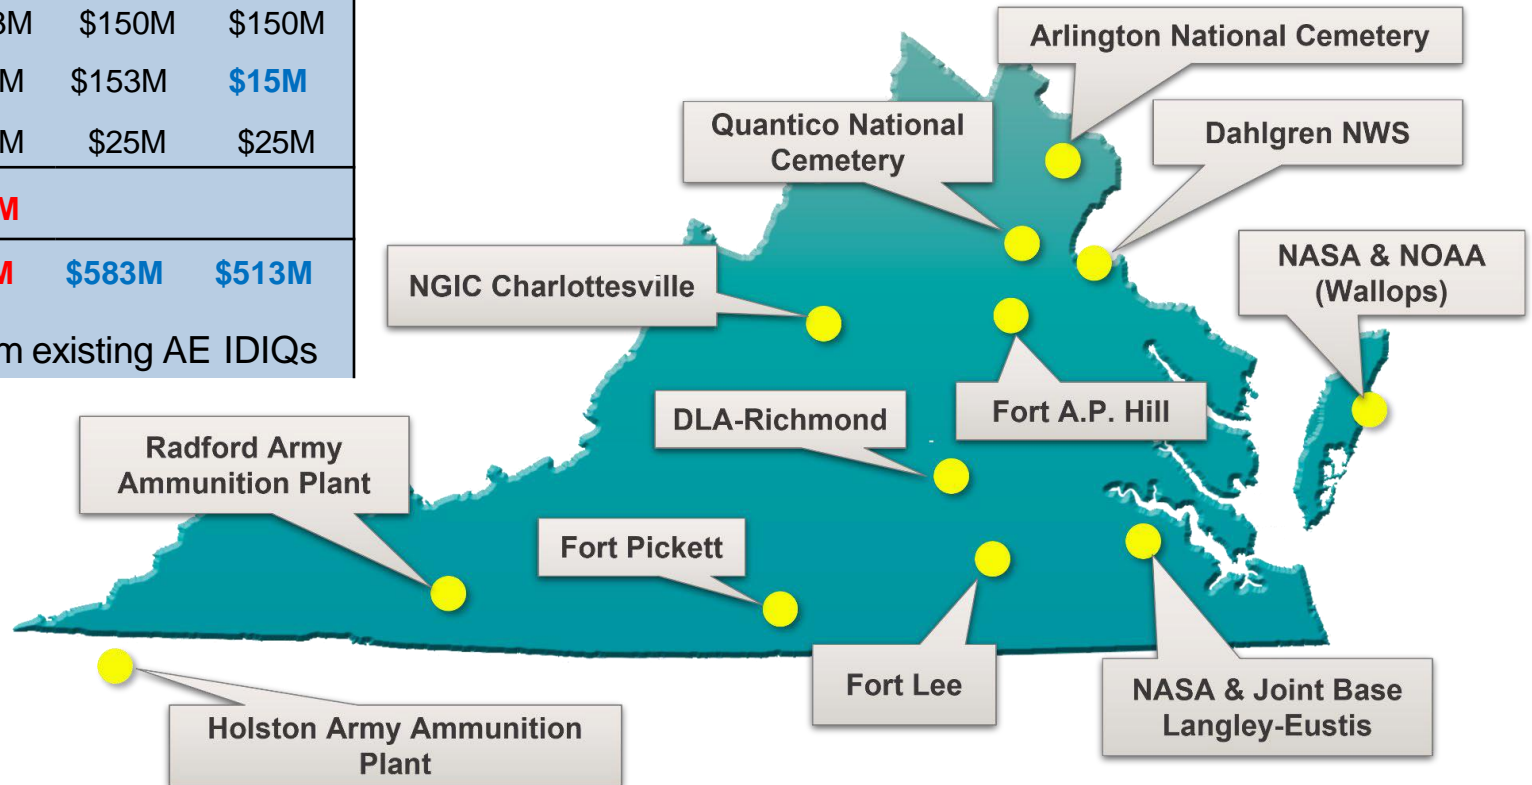 $150M $150M
$153M $15M
$25M $25M
$583M $513M
existing AE IDIQs
Arlington National Cemetery
Quantico National
Cemetery
Dahlgren NWS
NASA & NOAA
(Wallops)
NGIC Charlottesville
Fort A.P. Hill
DLA-Richmond
Radford Army
Ammunition Plant
Fort Pickett
Fort Lee
NASA & Joint Base
Langley-Eustis
Holston Army Ammunition
Plant